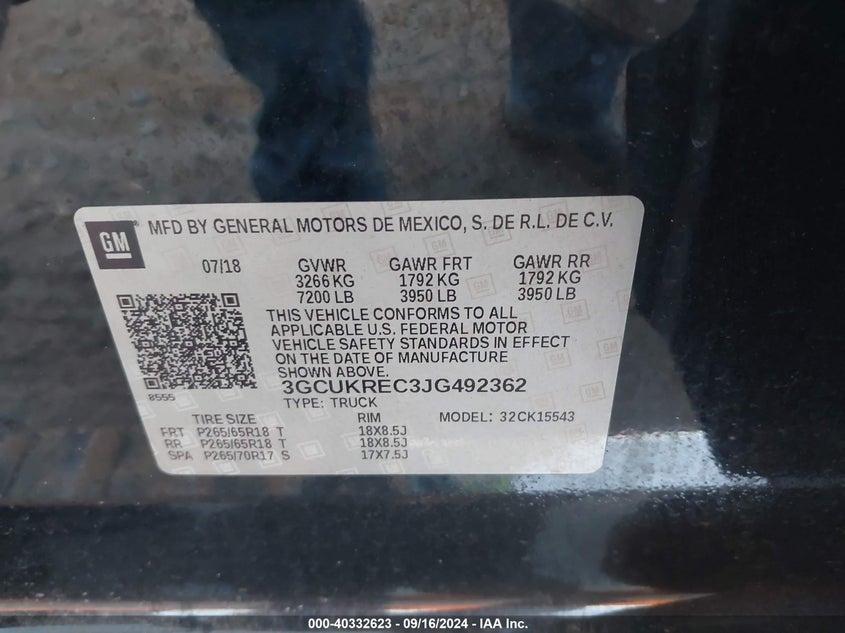 GM
MFD BY GENERAL MOTORS DE MEXICO, S. DE R.L. DE C.V.
07/18 GVWR GAWR FRT GAWR RR
3266 KG 1792 KG 1792 KG
7200 LB 3950 LB 3950 LB
THIS VEHICLE CONFORMS TO ALL
APPLICABLE U.S. FEDERAL MOTOR
VEHICLE SAFETY STANDARDS IN EFFECT
ON THE DATE OF MANUFACTURE
SHOWN ABOVE.
8555
3GCUKREC3JG492362
TYPE: TRUCK
TIRE SIZE RIM MODEL: 32CK15543
FRT P265/65R18 T 18X8.5J
RR P265/65R18 T 18X8.5J
SPA P265/70R17 S 17X7.5J
000-40332623 - 09/16/2024 - IAA Inc.